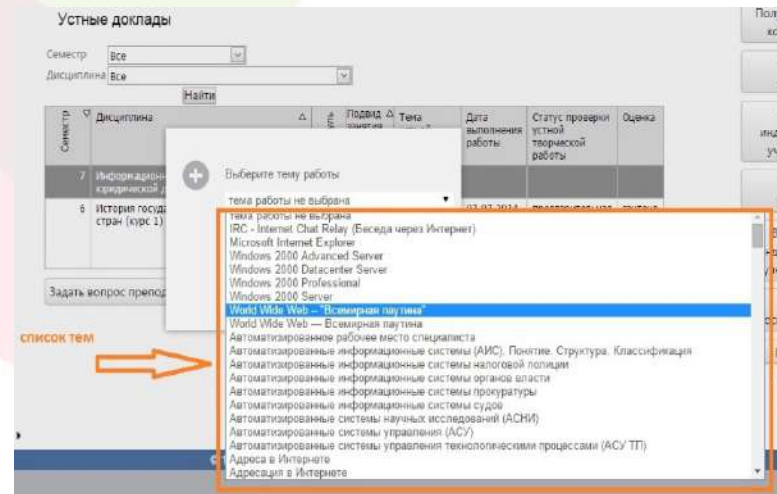 Устные доклады
Семестр Все
Дисциплина Все
Найти
Семестр Дисциплина Подвид Тема Дата выполнения работы Статус проверки устной творческой работы Оценка
7
6 История
стран (курс 1)
Выберите тему работы
тема работы не выбрана
тема работы не выбрана
IRC - Internet Chat Relay (Беседа через Интернет)
Microsoft Internet Explorer
Windows 2000 Advanced Server
Windows 2000 Datacenter Server
Windows 2000 Professional
Windows 2000 Server
World Wide Web – "Всемирная паутина"
World Wide Web — Всемирная паутина
Автоматизированное рабочее место специалиста
Автоматизированные информационные системы (АИС). Понятие. Структура. Классификация
Автоматизированные информационные системы налоговой полиции
Автоматизированные информационные системы органов власти
Автоматизированные информационные системы прокуратуры
Автоматизированные информационные системы судов
Автоматизированные системы научных исследований (АСНИ)
Автоматизированные системы управления (АСУ)
Автоматизированные системы управления технологическими процессами (АСУ ТП)
Адреса в Интернете
Адресация в Интернете
Задать вопрос препод
список тем